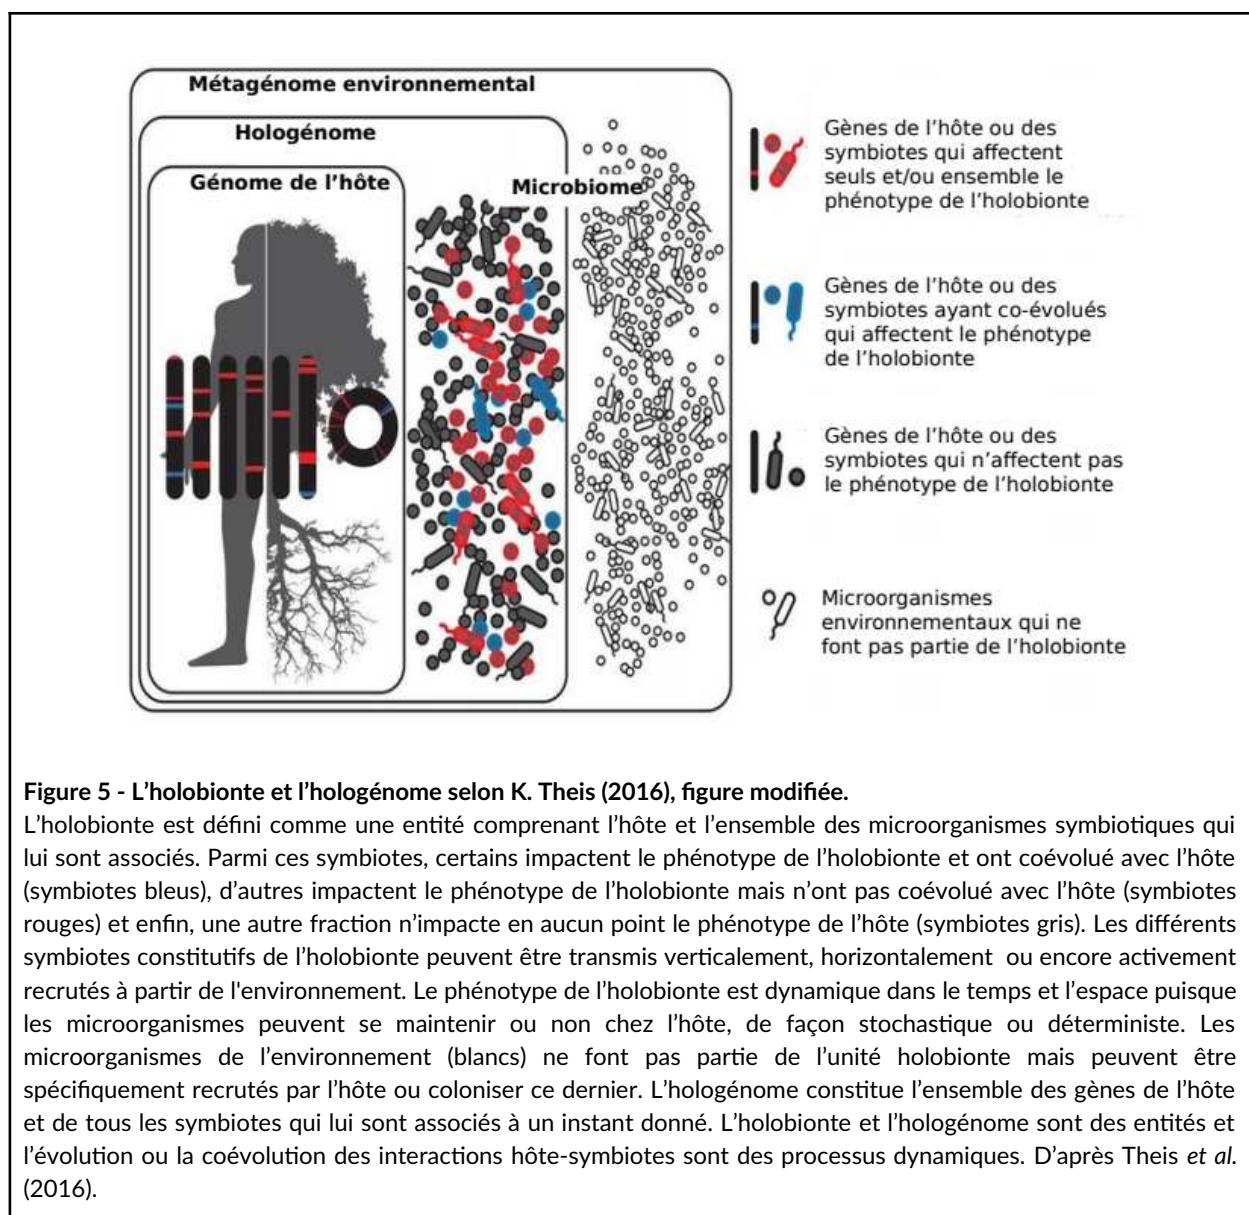 Métagénome environnemental
Hologénome
Génome de l’hôte
Microbiome
Gènes de l’hôte ou des
symbiotes qui affectent
seuls et/ou ensemble le
phénotype de l’holobionte
Gènes de l’hôte ou des
symbiotes ayant co-évolués
qui affectent le phénotype
de l’holobionte
Gènes de l’hôte ou des
symbiotes qui n’affectent pas
le phénotype de l’holobionte
Microorganismes
environnementaux qui ne
font pas partie de l’holobionte
Figure 5 - L’holobionte et l’hologénome selon K. Theis (2016), figure modifiée.
L’holobionte est défini comme une entité comprenant l’hôte et l’ensemble des microorganismes symbiotiques qui
lui sont associés. Parmi ces symbiotes, certains impactent le phénotype de l’holobionte et ont coévolué avec l’hôte
(symbiotes bleus), d’autres impactent le phénotype de l’holobionte mais n’ont pas coévolué avec l’hôte (symbiotes
rouges) et enfin, une autre fraction n’impacte en aucun point le phénotype de l’hôte (symbiotes gris). Les différents
symbiotes constitutifs de l’holobionte peuvent être transmis verticalement, horizontalement ou encore activement
recrutés à partir de l'environnement. Le phénotype de l’holobionte est dynamique dans le temps et l’espace puisque
les microorganismes peuvent se maintenir ou non chez l’hôte, de façon stochastique ou déterministe. Les
microorganismes de l’environnement (blancs) ne font pas partie de l’unité holobionte mais peuvent être
spécifiquement recrutés par l’hôte ou coloniser ce dernier. L’hologénome constitue l’ensemble des gènes de l’hôte
et de tous les symbiotes qui lui sont associés à un instant donné. L’holobionte et l’hologénome sont des entités et
l’évolution ou la coévolution des interactions hôte-symbiotes sont des processus dynamiques. D’après Theis et al.
(2016).